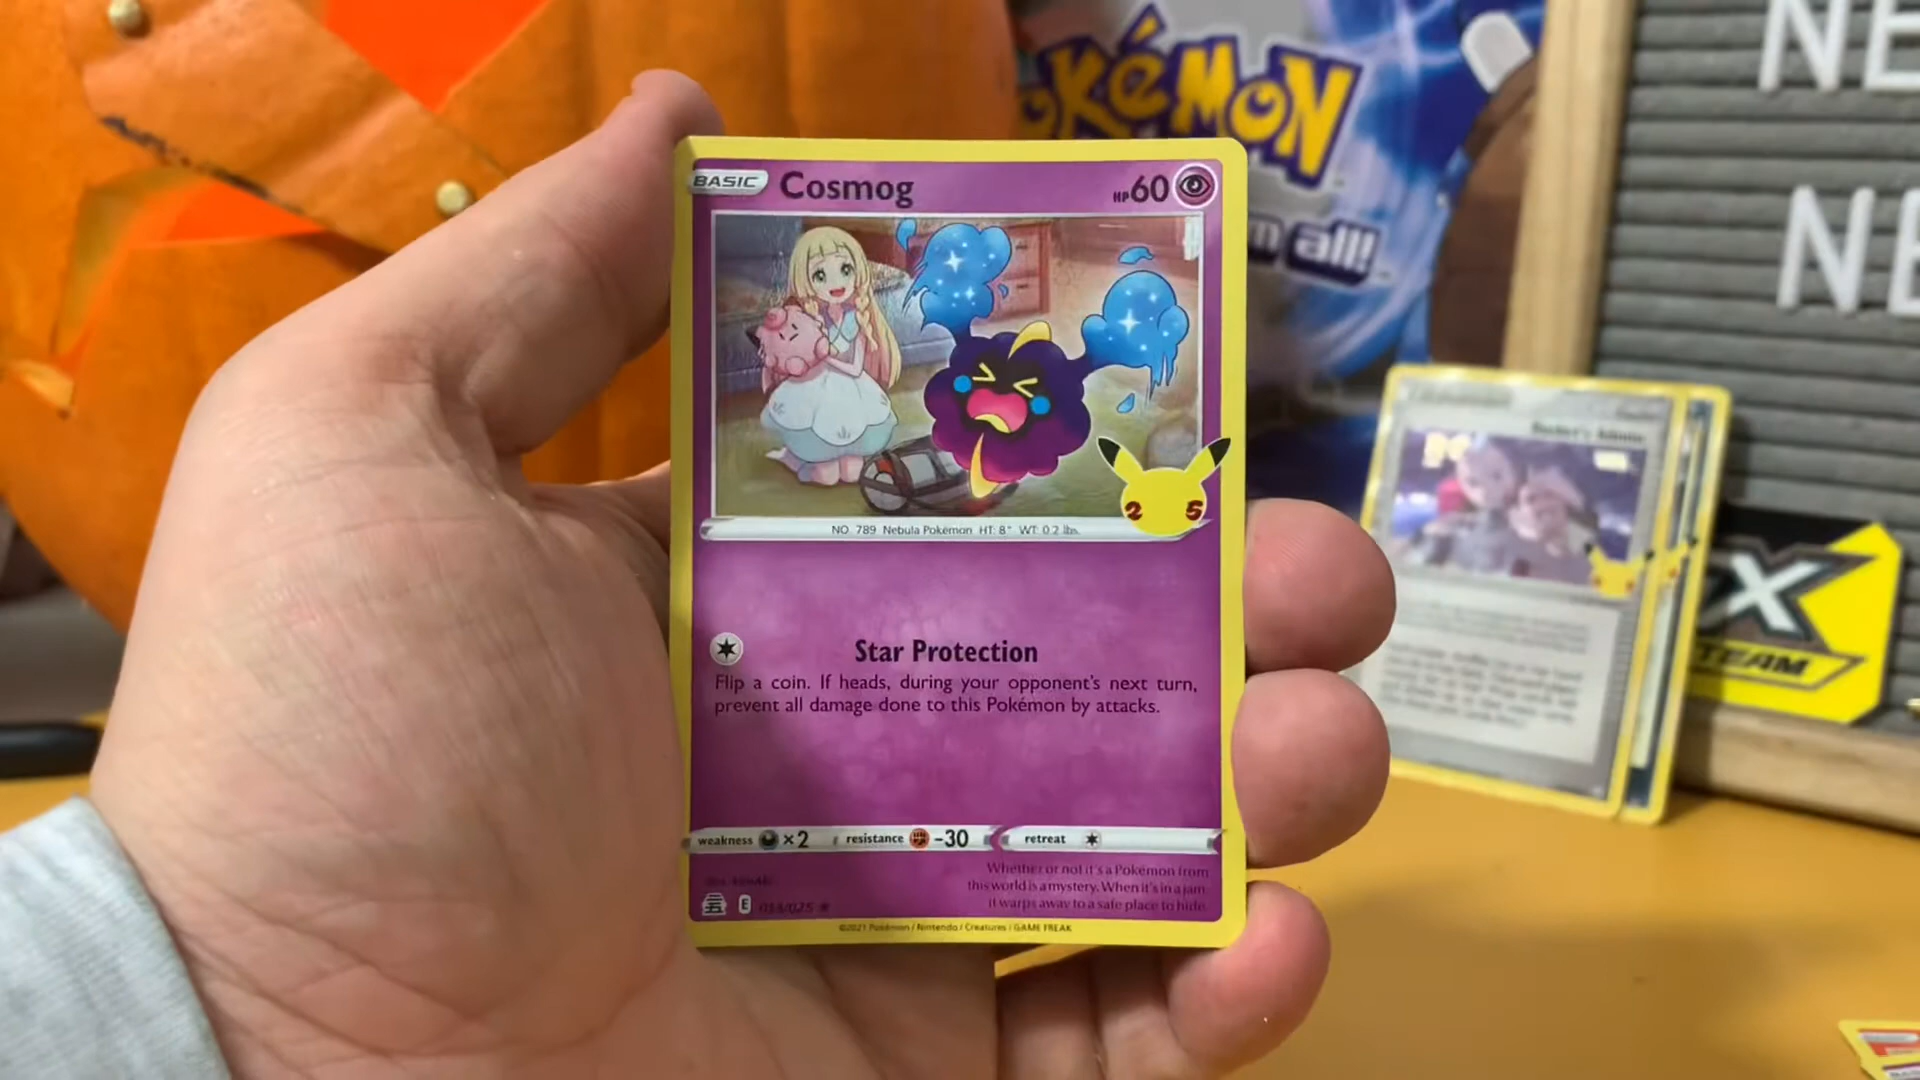 POKéMON
all!
NE
NE
BASIC Cosmog HP60
25
NO. 789 Nebula Pokémon HT: 8" WT: 0.2 lbs.
Star Protection
Flip a coin. If heads, during your opponent's next turn,
prevent all damage done to this Pokémon by attacks.
weakness ×2 resistance -30 retreat
Whether or not it's a Pokémon from
this world is a mystery. When it's in a jam,
it warps away to a safe place to hide.
E 013/025
©2021 Pokémon / Nintendo / Creatures / GAME FREAK
X
TEAM